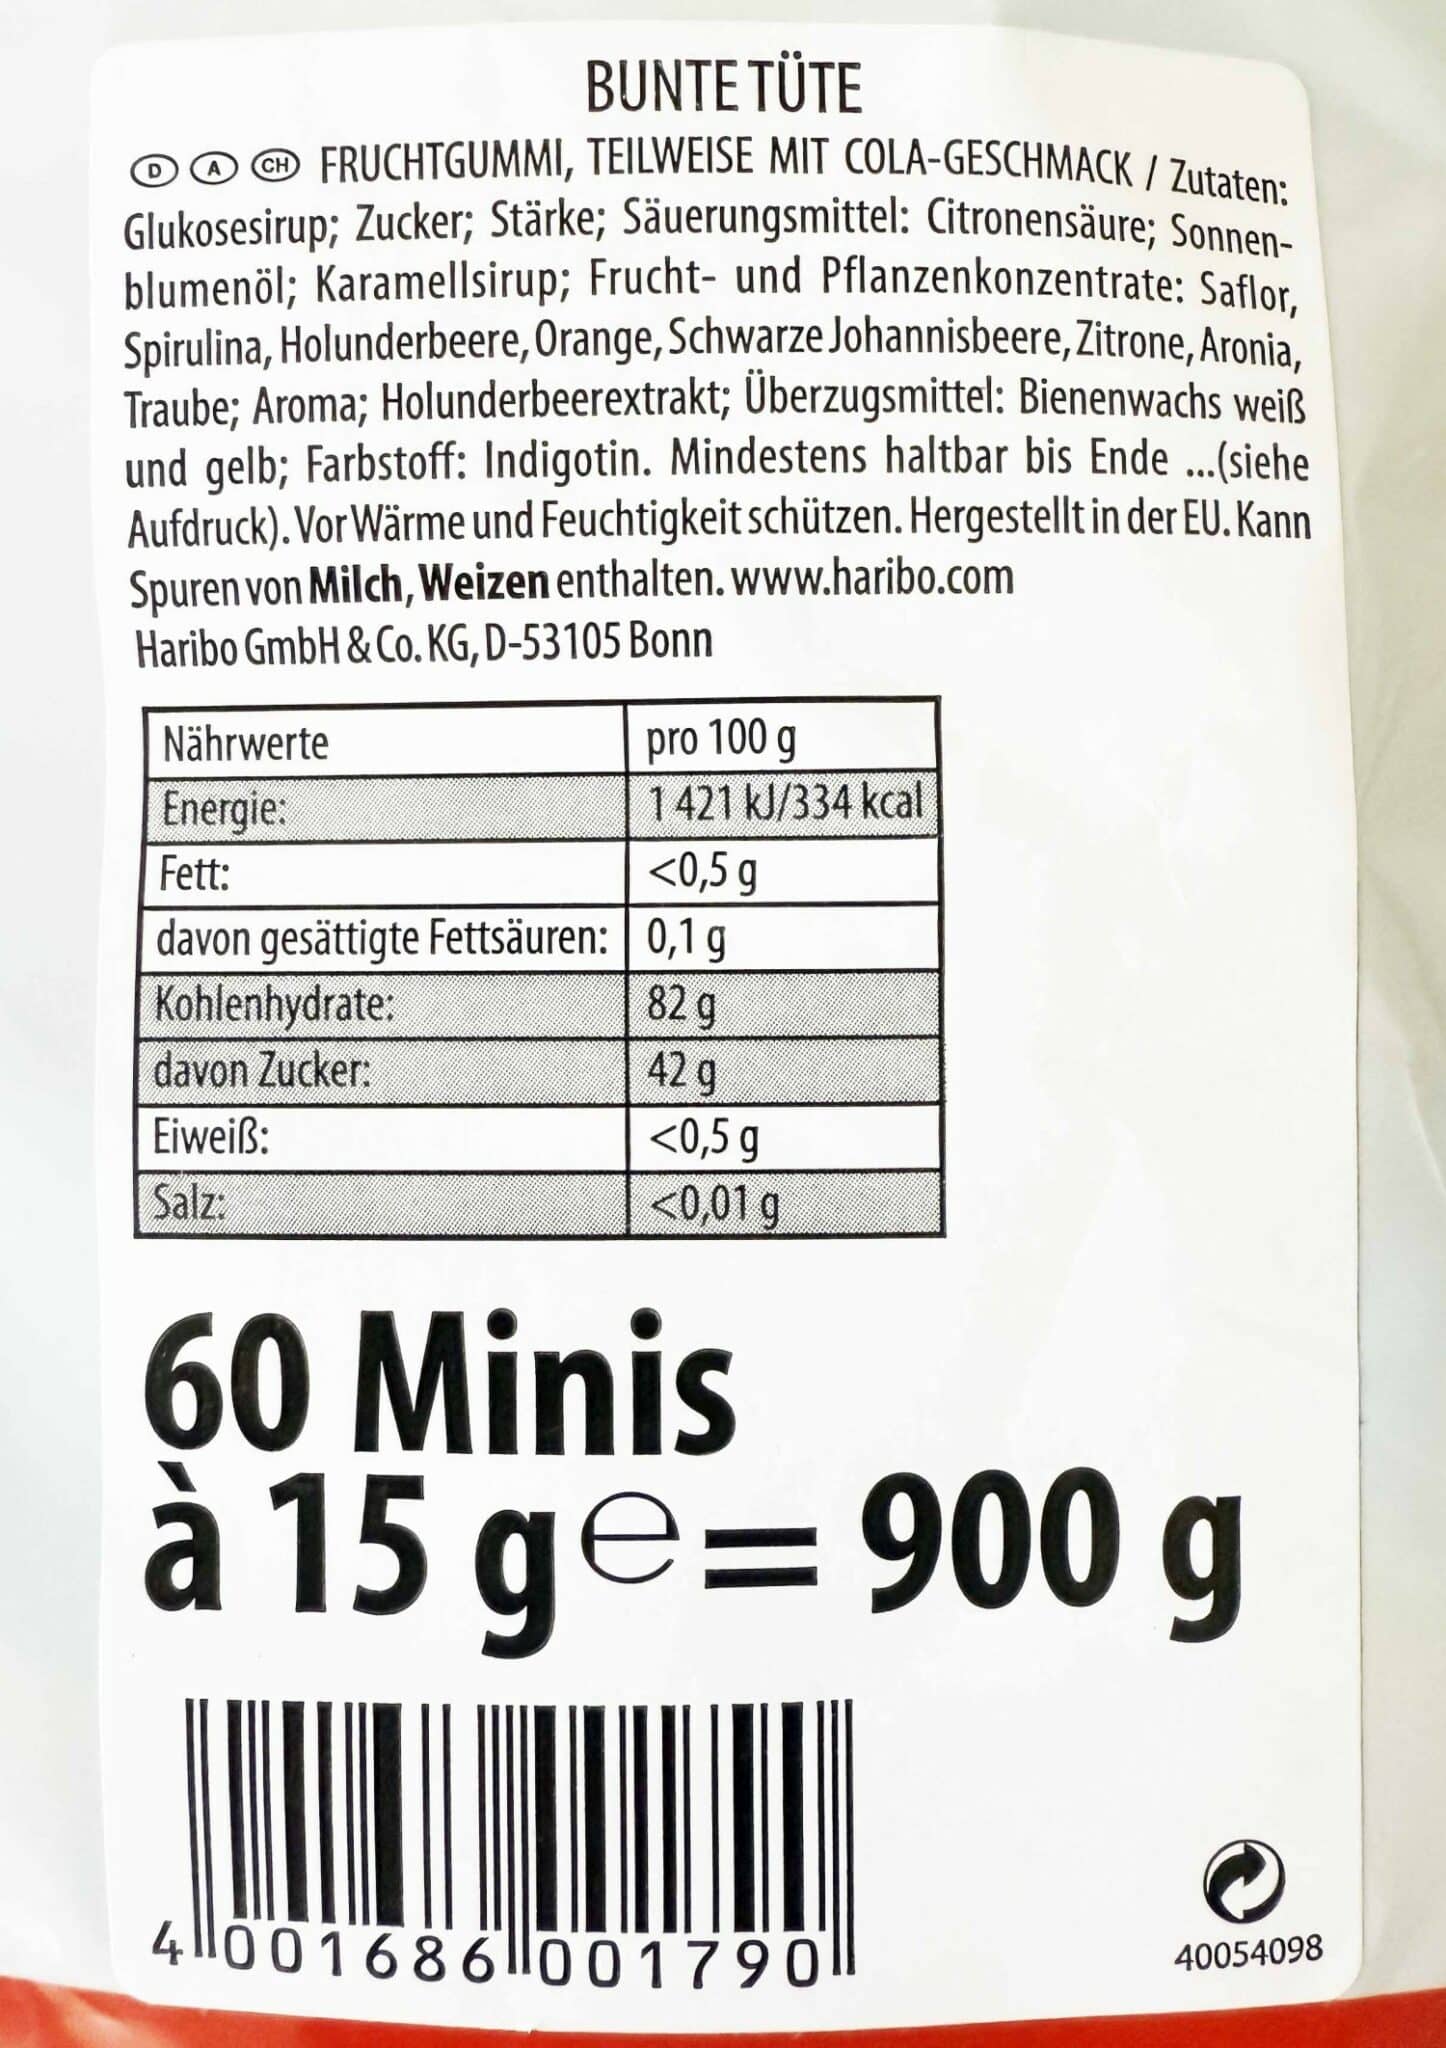 BUNTE TÜTE
D A CH FRUCHTGUMMI, TEILWEISE MIT COLA-GESCHMACK / Zutaten:
Glukosesirup; Zucker; Stärke; Säuerungsmittel: Citronensäure; Sonnen-
blumenöl; Karamellsirup; Frucht- und Pflanzenkonzentrate: Saflor,
Spirulina, Holunderbeere, Orange, Schwarze Johannisbeere, Zitrone, Aronia,
Traube; Aroma; Holunderbeerextrakt; Überzugsmittel: Bienenwachs weiß
und gelb; Farbstoff: Indigotin. Mindestens haltbar bis Ende ...(siehe
Aufdruck). Vor Wärme und Feuchtigkeit schützen. Hergestellt in der EU. Kann
Spuren von Milch, Weizen enthalten. www.haribo.com
Haribo GmbH & Co. KG, D-53105 Bonn
Nährwerte pro 100 g
Energie: 1 421 kJ/334 kcal
Fett: <0,5 g
davon gesättigte Fettsäuren: 0,1 g
Kohlenhydrate: 82 g
davon Zucker: 42 g
Eiweiß: <0,5 g
Salz: <0,01 g
60 Minis
à 15 g e = 900 g
4 001686 001790
40054098